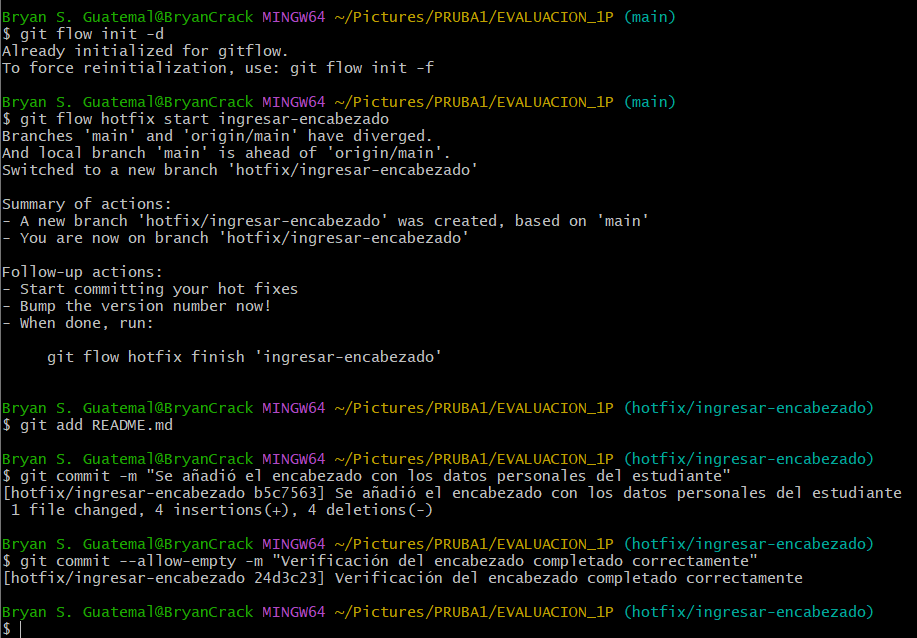 Bryan S. Guatemal@BryanCrack MINGW64 ~/Pictures/PRUBA1/EVALUACION_1P (main)
$ git flow init -d
Already initialized for gitflow.
To force reinitialization, use: git flow init -f
Bryan S. Guatemal@BryanCrack MINGW64 ~/Pictures/PRUBA1/EVALUACION_1P (main)
$ git flow hotfix start ingresar-encabezado
Branches 'main' and 'origin/main' have diverged.
And local branch 'main' is ahead of 'origin/main'.
Switched to a new branch 'hotfix/ingresar-encabezado'
Summary of actions:
- A new branch 'hotfix/ingresar-encabezado' was created, based on 'main'
- You are now on branch 'hotfix/ingresar-encabezado'
Follow-up actions:
- Start committing your hot fixes
- Bump the version number now!
- When done, run:
git flow hotfix finish 'ingresar-encabezado'
Bryan S. Guatemal@BryanCrack MINGW64 ~/Pictures/PRUBA1/EVALUACION_1P (hotfix/ingresar-encabezado)
$ git add README.md
Bryan S. Guatemal@BryanCrack MINGW64 ~/Pictures/PRUBA1/EVALUACION_1P (hotfix/ingresar-encabezado)
$ git commit -m "Se añadió el encabezado con los datos personales del estudiante"
[hotfix/ingresar-encabezado b5c7563] Se añadió el encabezado con los datos personales del estudiante
1 file changed, 4 insertions(+), 4 deletions(-)
Bryan S. Guatemal@BryanCrack MINGW64 ~/Pictures/PRUBA1/EVALUACION_1P (hotfix/ingresar-encabezado)
$ git commit --allow-empty -m "Verificación del encabezado completado correctamente"
[hotfix/ingresar-encabezado 24d3c23] Verificación del encabezado completado correctamente
Bryan S. Guatemal@BryanCrack MINGW64 ~/Pictures/PRUBA1/EVALUACION_1P (hotfix/ingresar-encabezado)
$